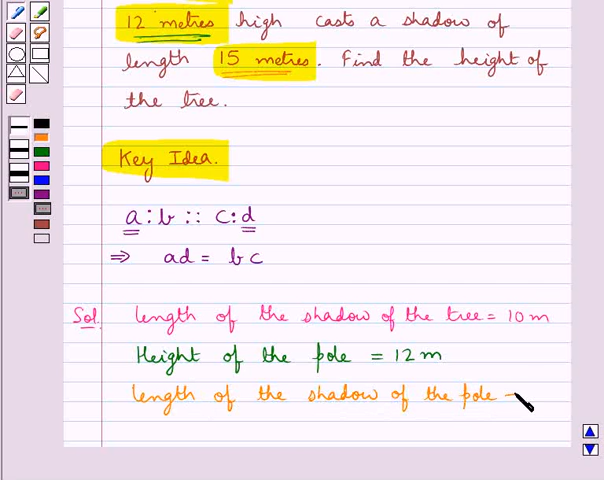 12 metres high casts a shadow of
length 15 metres. Find the height of
the tree.
Key Idea.
a : b :: c : d
⇒ ad = bc
Sol. length of the shadow of the tree = 10 m
Height of the pole = 12 m
length of the shadow of the pole -